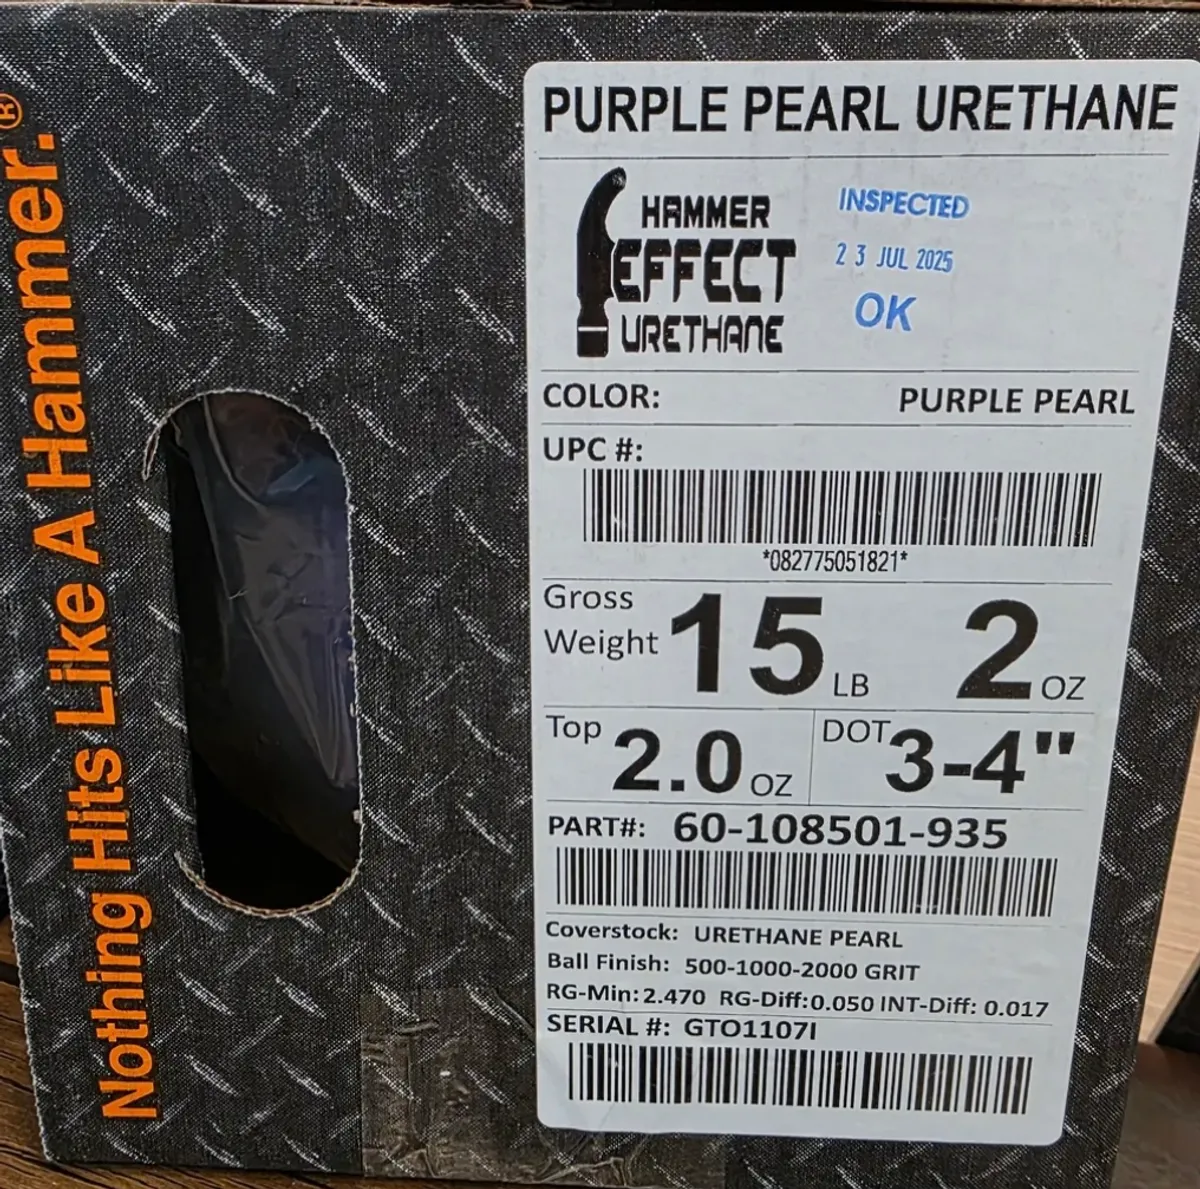 Nothing Hits Like A Hammer.®
PURPLE PEARL URETHANE
HAMMER
EFFECT
URETHANE
INSPECTED
23 JUL 2025
OK
COLOR: PURPLE PEARL
UPC #:
*082775051821*
Gross Weight 15 LB 2 OZ
Top 2.0 OZ DOT 3-4"
PART#: 60-108501-935
Coverstock: URETHANE PEARL
Ball Finish: 500-1000-2000 GRIT
RG-Min: 2.470 RG-Diff: 0.050 INT-Diff: 0.017
SERIAL #: GTO1107I